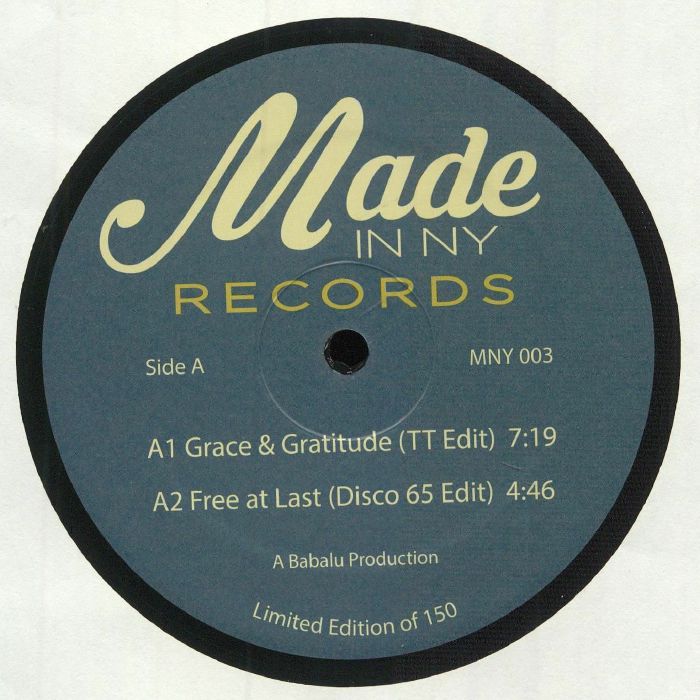 Made
IN NY
RECORDS
Side A
MNY 003
A1 Grace & Gratitude (TT Edit) 7:19
A2 Free at Last (Disco 65 Edit) 4:46
A Babalu Production
Limited Edition of 150